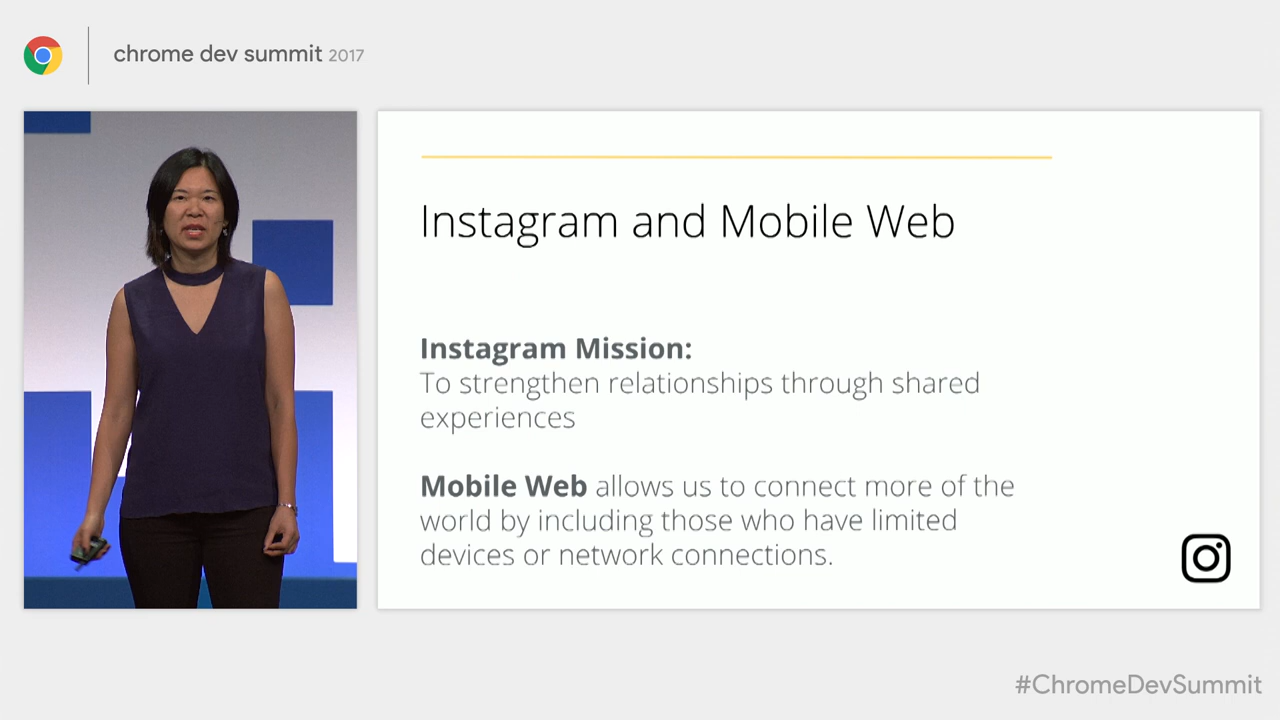 chrome dev summit 2017
Instagram and Mobile Web
Instagram Mission:
To strengthen relationships through shared
experiences
Mobile Web allows us to connect more of the
world by including those who have limited
devices or network connections.
#ChromeDevSummit